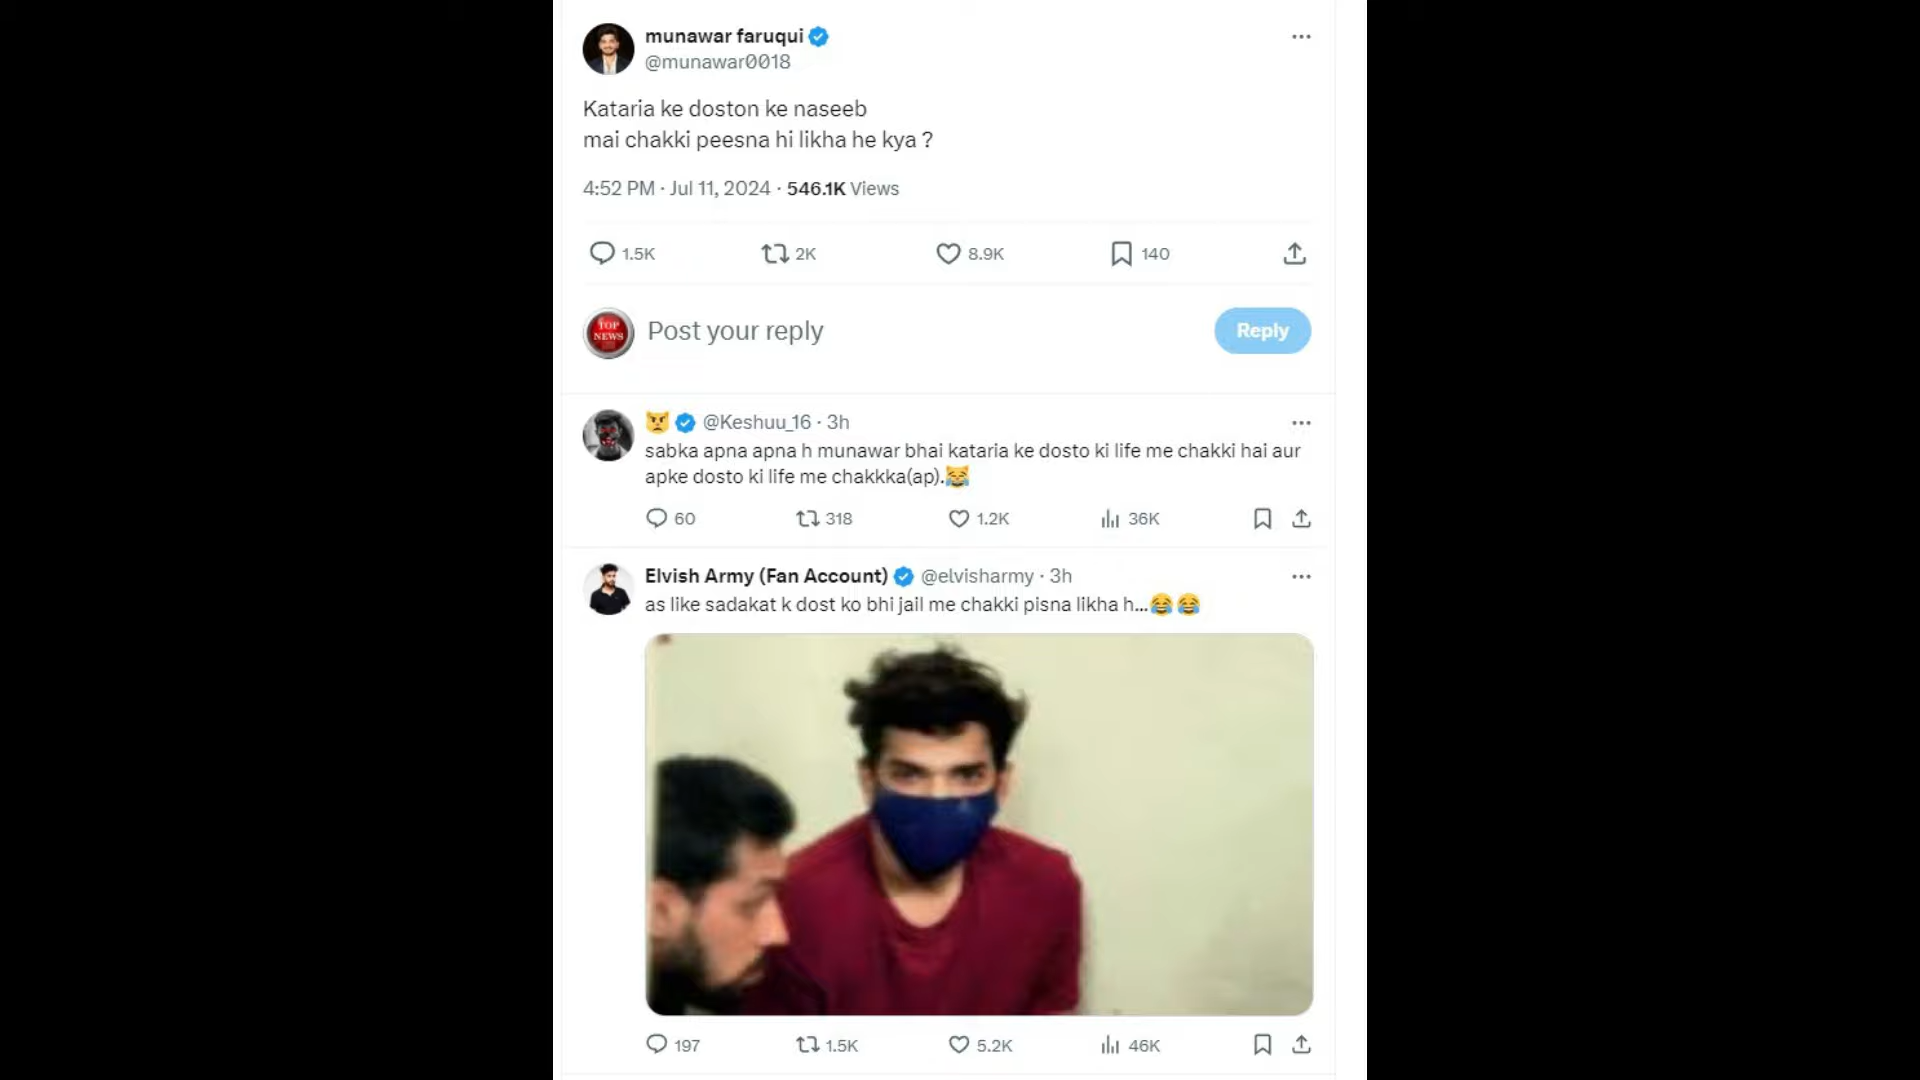 munawar faruqui
@munawar0018
Kataria ke doston ke naseeb
mai chakki peesna hi likha he kya ?
4:52 PM · Jul 11, 2024 · 546.1K Views
1.5K 2K 8.9K 140
TOP
NEWS
Post your reply
Reply
😾 @Keshuu_16 · 3h
sabka apna apna h munawar bhai kataria ke dosto ki life me chakki hai aur
apke dosto ki life me chakkka(ap).😹
60 318 1.2K 36K
Elvish Army (Fan Account) @elvisharmy · 3h
as like sadakat k dost ko bhi jail me chakki pisna likha h...😂😂
197 1.5K 5.2K 46K